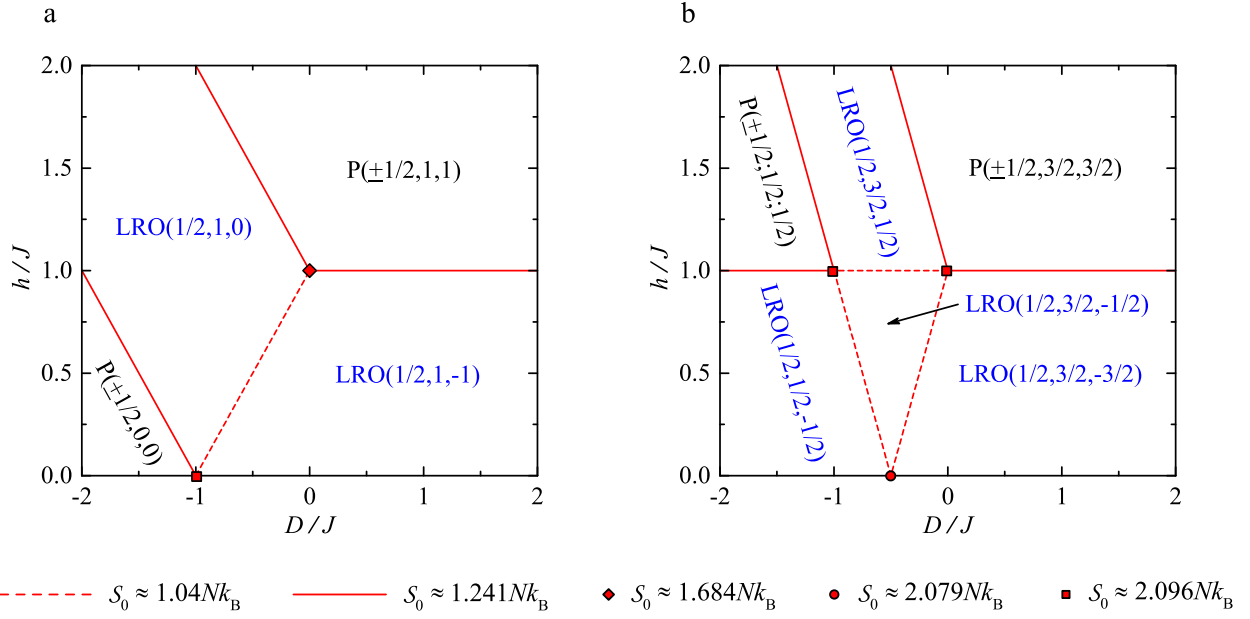 a
b
2.0
1.5
1.0
0.5
0.0
h / J
-2
-1
0
1
2
D / J
P(±1/2,1,1)
LRO(1/2,1,0)
LRO(1/2,1,-1)
P(±1/2,0,0)
2.0
1.5
1.0
0.5
0.0
h / J
-2
-1
0
1
2
D / J
P(±1/2;1/2;1/2)
LRO(1/2,3/2,1/2)
P(±1/2,3/2,3/2)
LRO(1/2,3/2,-1/2)
LRO(1/2,1/2,-1/2)
LRO(1/2,3/2,-3/2)
S₀ ≈ 1.04Nk_B
S₀ ≈ 1.241Nk_B
S₀ ≈ 1.684Nk_B
S₀ ≈ 2.079Nk_B
S₀ ≈ 2.096Nk_B